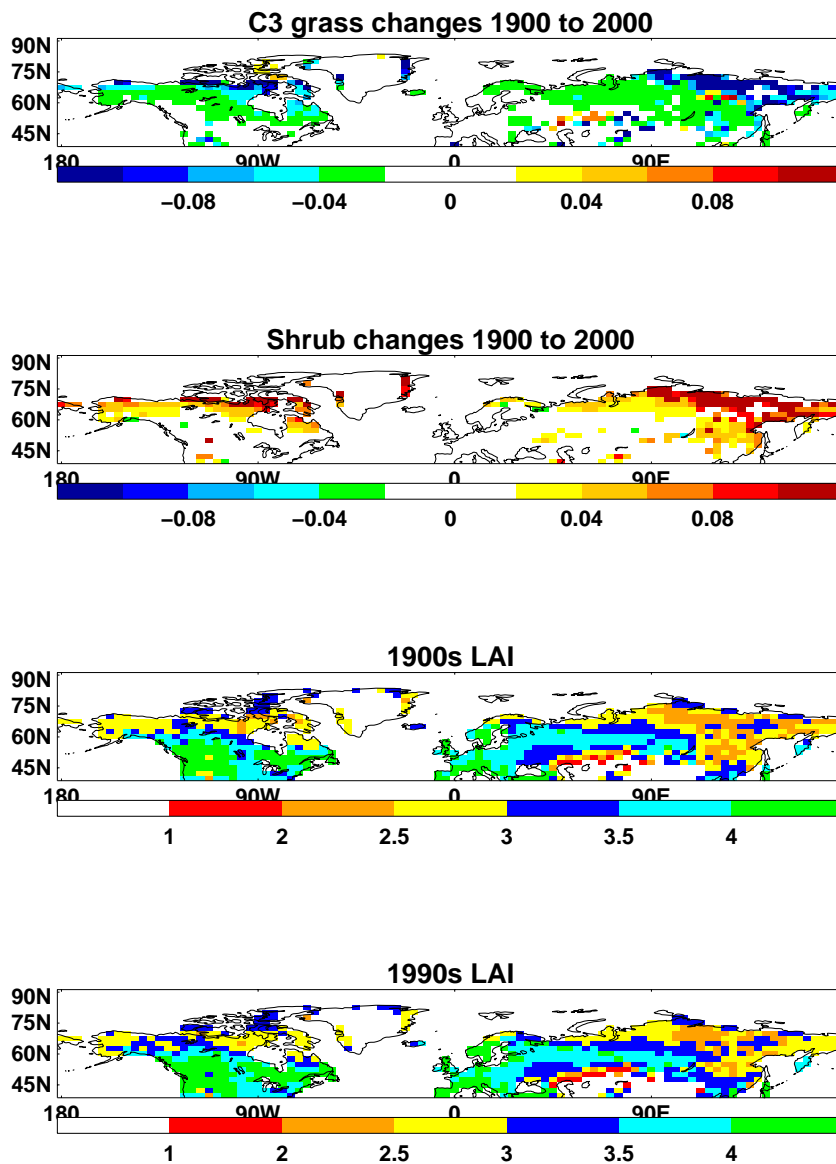 C3 grass changes 1900 to 2000
90N
75N
60N
45N
180 90W 0 90E
−0.08 −0.04 0 0.04 0.08
Shrub changes 1900 to 2000
90N
75N
60N
45N
180 90W 0 90E
−0.08 −0.04 0 0.04 0.08
1900s LAI
90N
75N
60N
45N
180 90W 0 90E
1 2 2.5 3 3.5 4
1990s LAI
90N
75N
60N
45N
180 90W 0 90E
1 2 2.5 3 3.5 4